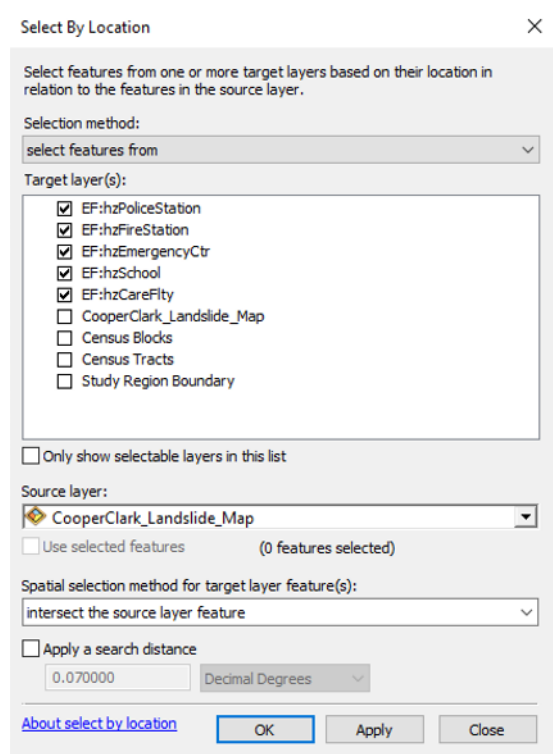 Select By Location
Select features from one or more target layers based on their location in
relation to the features in the source layer.
Selection method:
select features from
Target layer(s):
EF:hzPoliceStation
EF:hzFireStation
EF:hzEmergencyCtr
EF:hzSchool
EF:hzCareFlty
CooperClark_Landslide_Map
Census Blocks
Census Tracts
Study Region Boundary
Only show selectable layers in this list
Source layer:
CooperClark_Landslide_Map
Use selected features (0 features selected)
Spatial selection method for target layer feature(s):
intersect the source layer feature
Apply a search distance
0.070000 Decimal Degrees
About select by location OK Apply Close